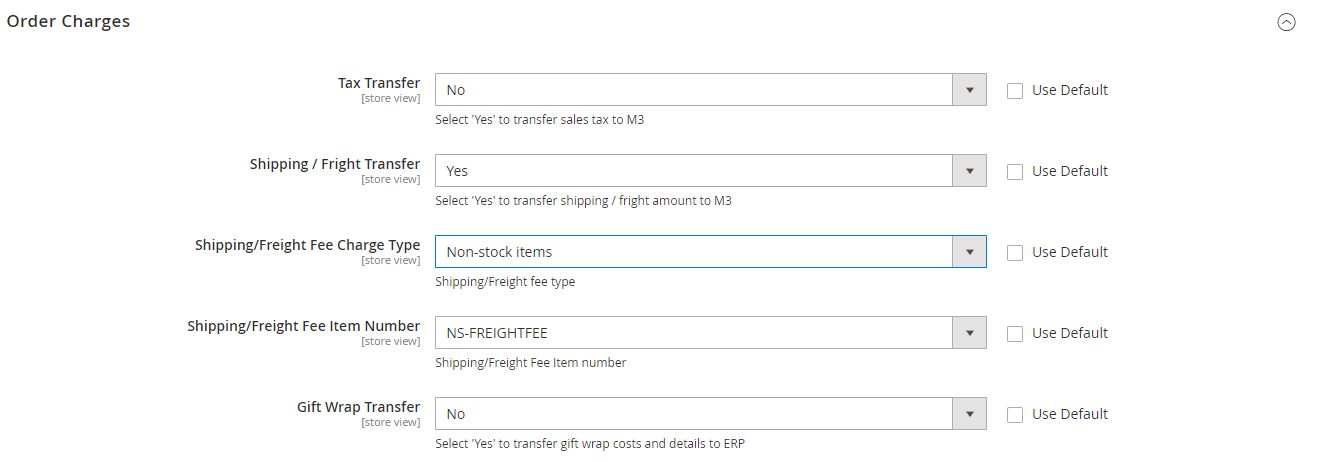 Order Charges
Tax Transfer
[store view]
No
Use Default
Select 'Yes' to transfer sales tax to M3
Shipping / Fright Transfer
[store view]
Yes
Use Default
Select 'Yes' to transfer shipping / fright amount to M3
Shipping/Freight Fee Charge Type
[store view]
Non-stock items
Use Default
Shipping/Freight fee type
Shipping/Freight Fee Item Number
[store view]
NS-FREIGHTFEE
Use Default
Shipping/Freight Fee Item number
Gift Wrap Transfer
[store view]
No
Use Default
Select 'Yes' to transfer gift wrap costs and details to ERP